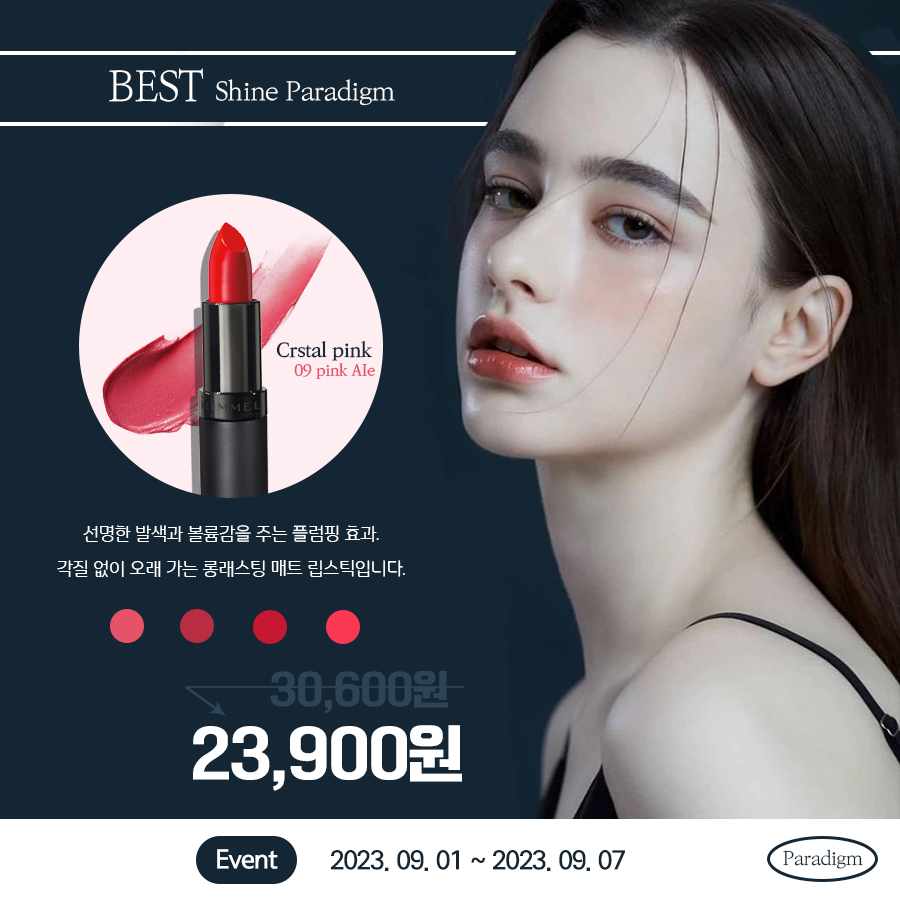 BEST Shine Paradigm
Crstal pink
09 pink AIe
RIMMEL
선명한 발색과 볼륨감을 주는 플럼핑 효과.
각질 없이 오래 가는 롱래스팅 매트 립스틱입니다.
30,600원
23,900원
Event 2023. 09. 01 ~ 2023. 09. 07
Paradigm